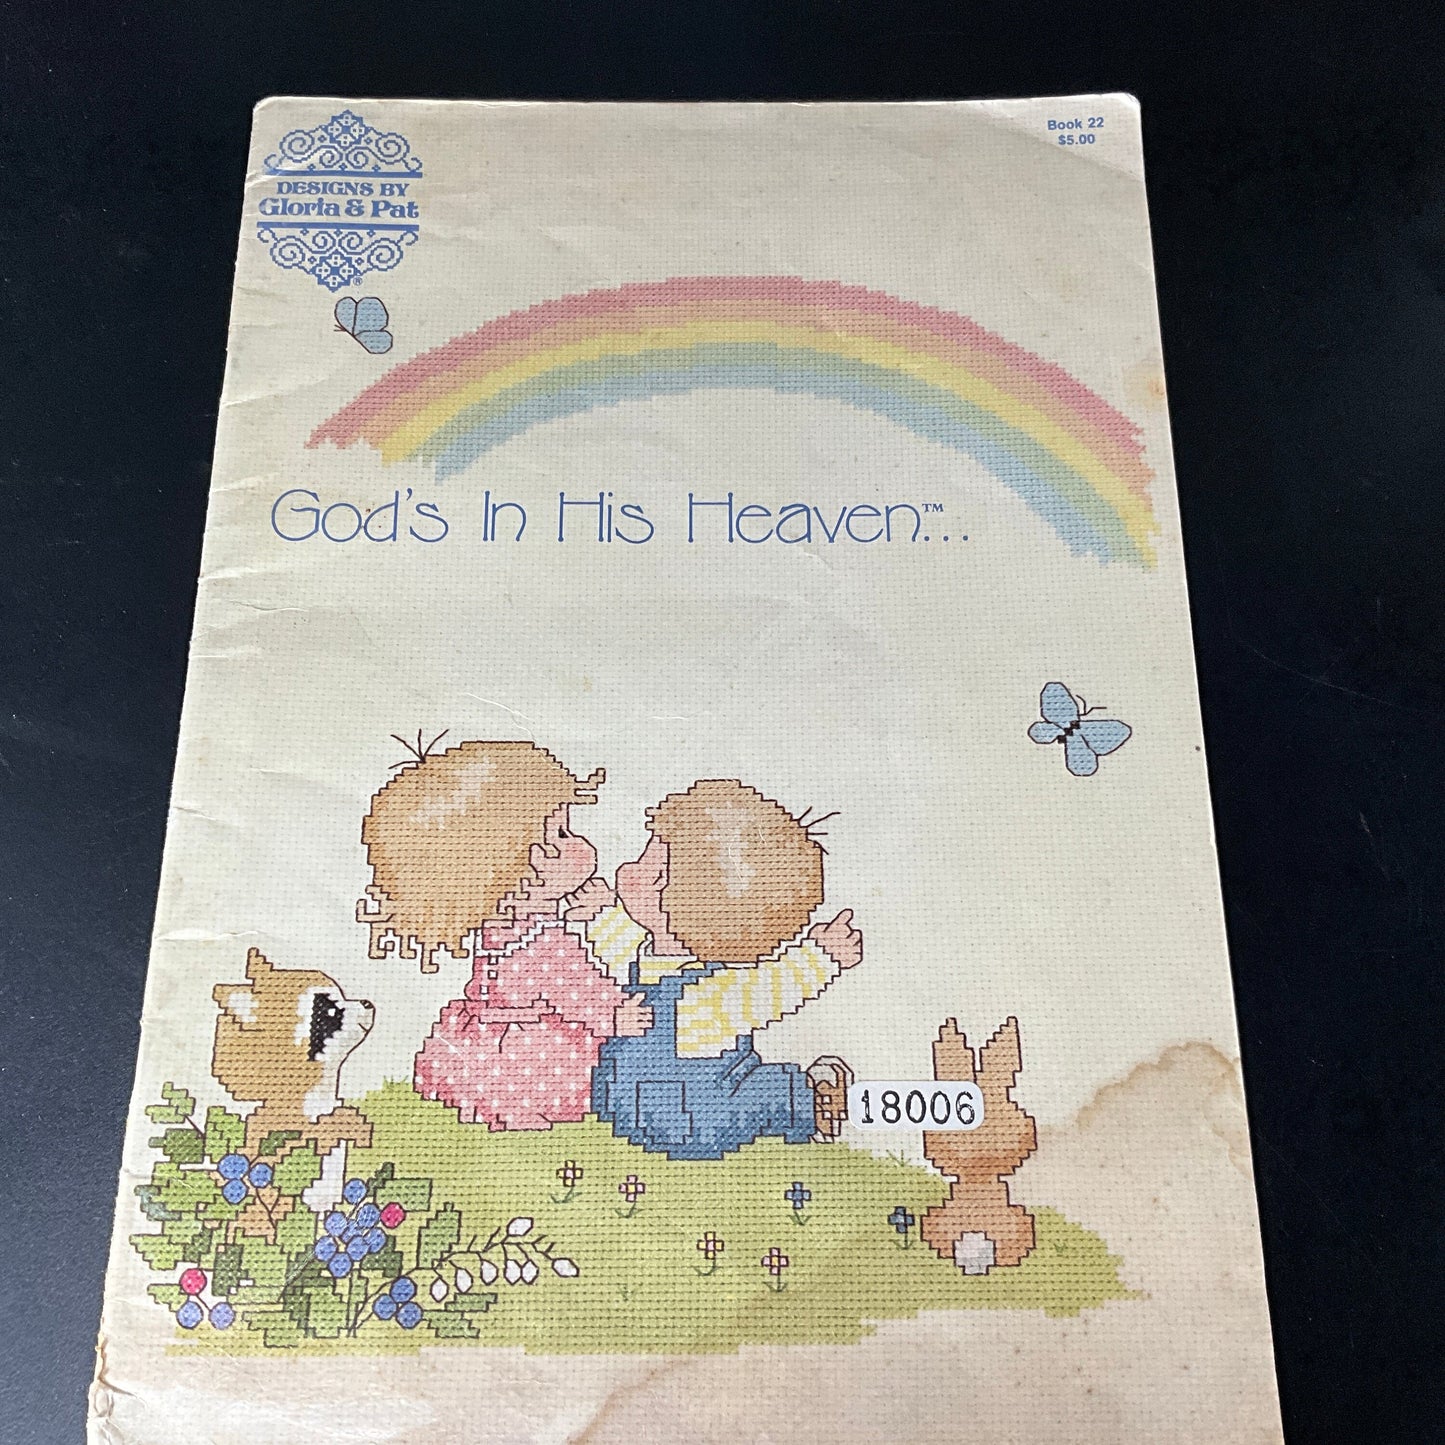 Book 22
$5.00
DESIGNS BY
Gloria & Pat
®
God's In His Heaven™...
18006